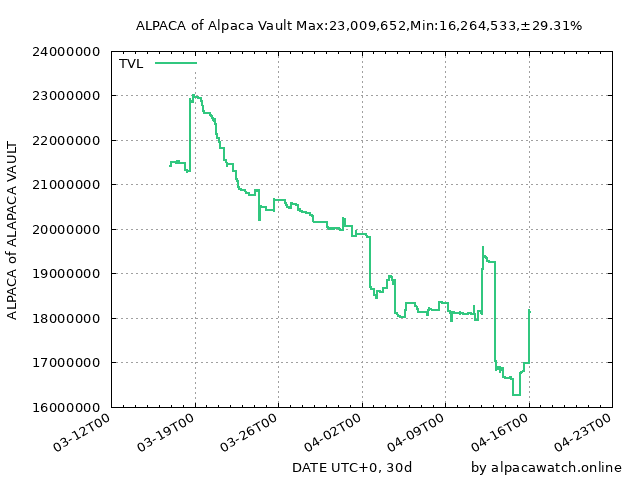 ALPACA of Alpaca Vault Max:23,009,652,Min:16,264,533,±29.31%
TVL
ALPACA of ALAPACA VAULT
24000000
23000000
22000000
21000000
20000000
19000000
18000000
17000000
16000000
03-12T00
03-19T00
03-26T00
04-02T00
04-09T00
04-16T00
04-23T00
DATE UTC+0, 30d
by alpacawatch.online